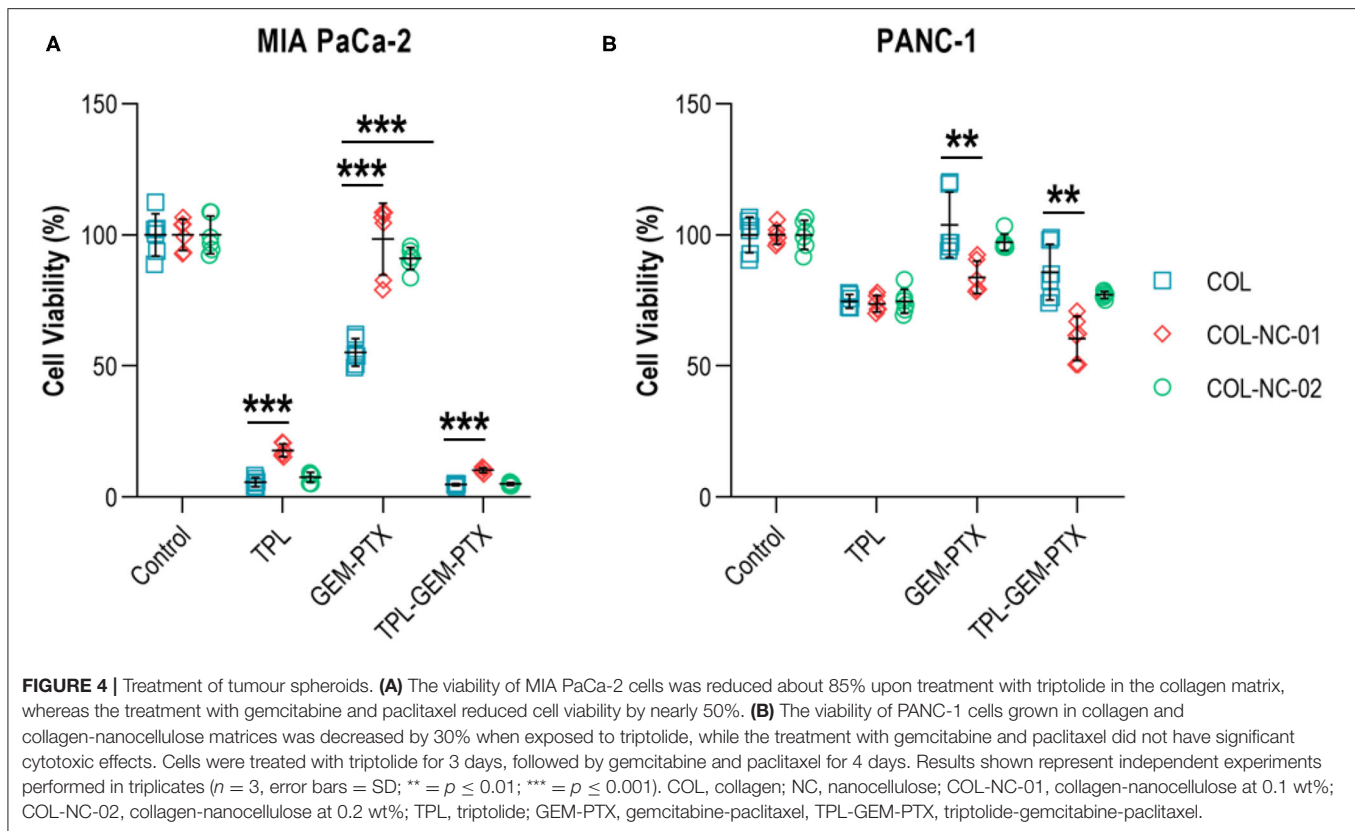 A
MIA PaCa-2
Cell Viability (%)
150
100
50
0
***
***
***
***
Control
TPL
GEM-PTX
TPL-GEM-PTX
B
PANC-1
Cell Viability (%)
150
100
50
0
**
**
Control
TPL
GEM-PTX
TPL-GEM-PTX
COL
COL-NC-01
COL-NC-02
FIGURE 4 | Treatment of tumour spheroids. (A) The viability of MIA PaCa-2 cells was reduced about 85% upon treatment with triptolide in the collagen matrix,
whereas the treatment with gemcitabine and paclitaxel reduced cell viability by nearly 50%. (B) The viability of PANC-1 cells grown in collagen and
collagen-nanocellulose matrices was decreased by 30% when exposed to triptolide, while the treatment with gemcitabine and paclitaxel did not have significant
cytotoxic effects. Cells were treated with triptolide for 3 days, followed by gemcitabine and paclitaxel for 4 days. Results shown represent independent experiments
performed in triplicates (n = 3, error bars = SD; ** = p ≤ 0.01; *** = p ≤ 0.001). COL, collagen; NC, nanocellulose; COL-NC-01, collagen-nanocellulose at 0.1 wt%;
COL-NC-02, collagen-nanocellulose at 0.2 wt%; TPL, triptolide; GEM-PTX, gemcitabine-paclitaxel, TPL-GEM-PTX, triptolide-gemcitabine-paclitaxel.